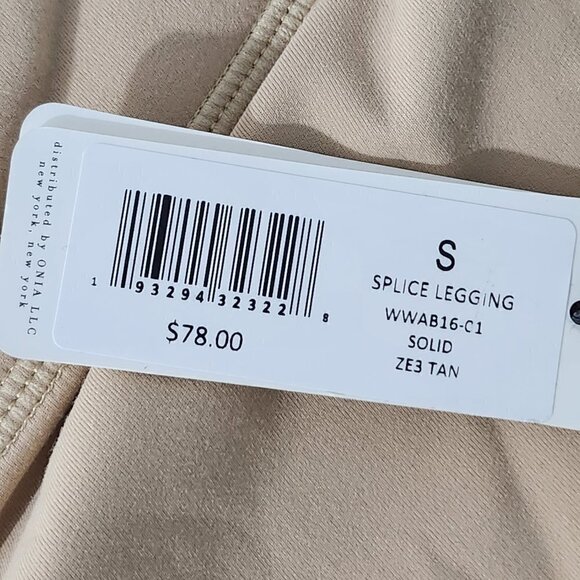 distributed by ONIA LLC
new york, new york
1 93294 32322 8
$78.00
S
SPLICE LEGGING
WWAB16-01
SOLID
ZE3 TAN